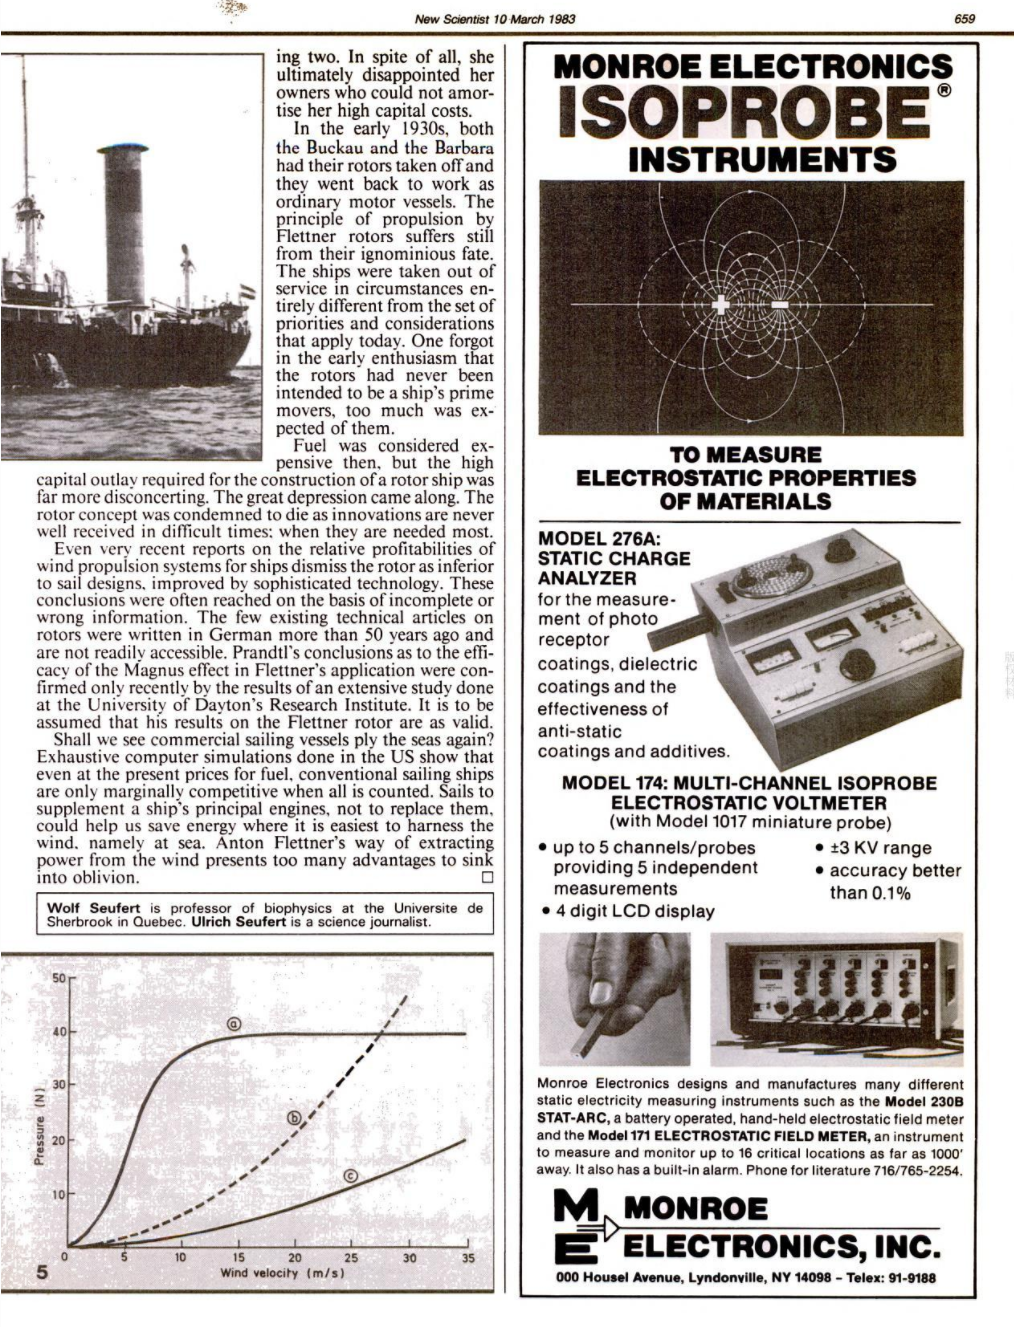 New Scientist 10 March 1983
659
ing two. In spite of all, she
ultimately disappointed her
owners who could not amor-
tise her high capital costs.
In the early 1930s, both
the Buckau and the Barbara
had their rotors taken off and
they went back to work as
ordinary motor vessels. The
principle of propulsion by
Flettner rotors suffers still
from their ignominious fate.
The ships were taken out of
service in circumstances en-
tirely different from the set of
priorities and considerations
that apply today. One forgot
in the early enthusiasm that
the rotors had never been
intended to be a ship's prime
movers, too much was ex-
pected of them.
Fuel was considered ex-
pensive then, but the high
capital outlay required for the construction of a rotor ship was
far more disconcerting. The great depression came along. The
rotor concept was condemned to die as innovations are never
well received in difficult times: when they are needed most.
Even very recent reports on the relative profitabilities of
wind propulsion systems for ships dismiss the rotor as inferior
to sail designs, improved by sophisticated technology. These
conclusions were often reached on the basis of incomplete or
wrong information. The few existing technical articles on
rotors were written in German more than 50 years ago and
are not readily accessible. Prandtl's conclusions as to the effi-
cacy of the Magnus effect in Flettner's application were con-
firmed only recently by the results of an extensive study done
at the University of Dayton's Research Institute. It is to be
assumed that his results on the Flettner rotor are as valid.
Shall we see commercial sailing vessels ply the seas again?
Exhaustive computer simulations done in the US show that
even at the present prices for fuel, conventional sailing ships
are only marginally competitive when all is counted. Sails to
supplement a ship's principal engines, not to replace them,
could help us save energy where it is easiest to harness the
wind, namely at sea. Anton Flettner's way of extracting
power from the wind presents too many advantages to sink
into oblivion. □
Wolf Seufert is professor of biophysics at the Universite de
Sherbrook in Quebec. Ulrich Seufert is a science journalist.
50
40
30
20
10
Pressure (N)
a
b
c
0 5 10 15 20 25 30 35
Wind velocity (m/s)
5
MONROE ELECTRONICS
ISOPROBE®
INSTRUMENTS
+ −
TO MEASURE
ELECTROSTATIC PROPERTIES
OF MATERIALS
MODEL 276A:
STATIC CHARGE
ANALYZER
for the measure-
ment of photo
receptor
coatings, dielectric
coatings and the
effectiveness of
anti-static
coatings and additives.
MODEL 174: MULTI-CHANNEL ISOPROBE
ELECTROSTATIC VOLTMETER
(with Model 1017 miniature probe)
• up to 5 channels/probes
providing 5 independent
measurements
• 4 digit LCD display
• ±3 KV range
• accuracy better
than 0.1%
Monroe Electronics designs and manufactures many different
static electricity measuring instruments such as the Model 230B
STAT-ARC, a battery operated, hand-held electrostatic field meter
and the Model 171 ELECTROSTATIC FIELD METER, an instrument
to measure and monitor up to 16 critical locations as far as 1000'
away. It also has a built-in alarm. Phone for literature 716/765-2254.
ME
MONROE
ELECTRONICS, INC.
000 Housel Avenue, Lyndonville, NY 14098 – Telex: 91-9188